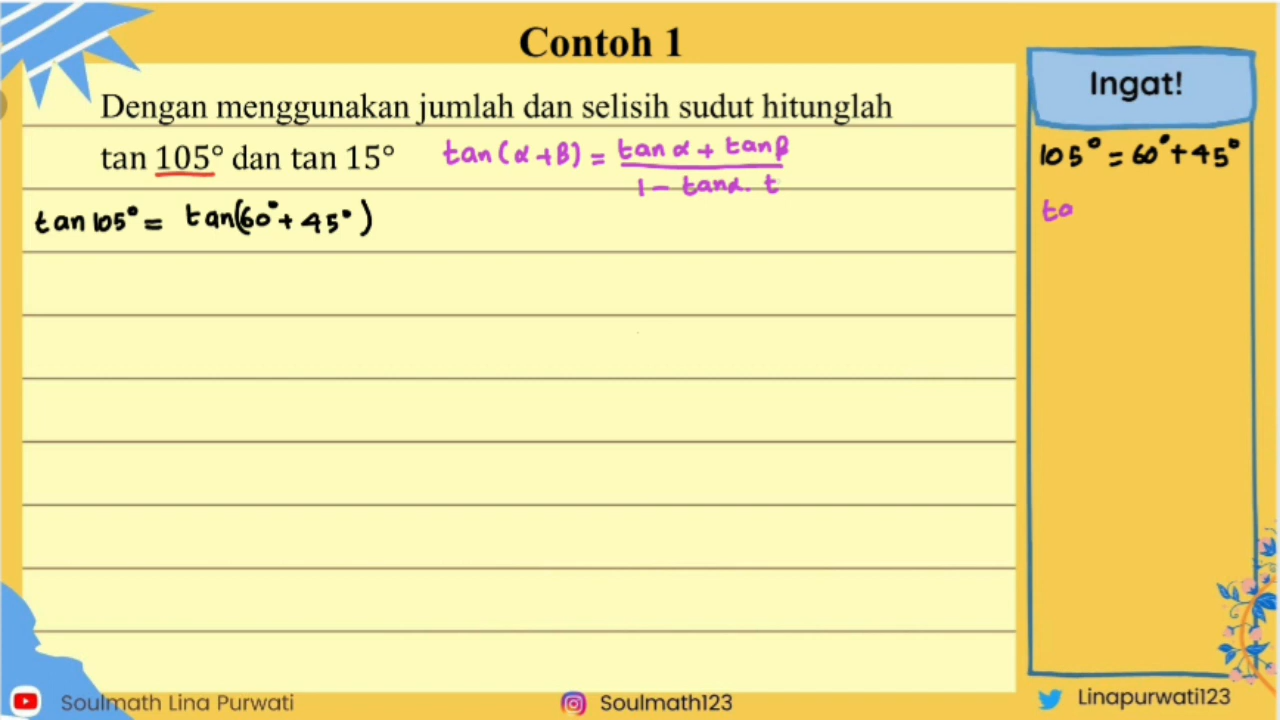 Contoh 1
Dengan menggunakan jumlah dan selisih sudut hitunglah
tan 105° dan tan 15°
tan (α + β) = tan α + tan β
1 - tan α . t
tan 105° = tan(60° + 45°)
Ingat!
105° = 60° + 45°
ta
Soulmath Lina Purwati
Soulmath123
Linapurwati123